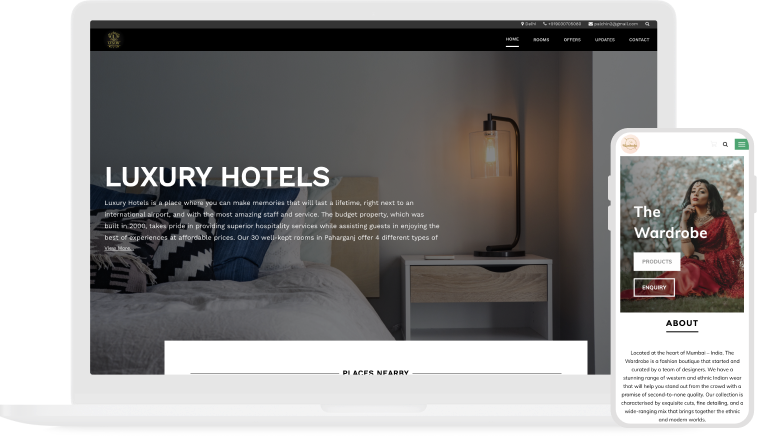 Delhi
HOME ROOMS OFFERS UPDATES CONTACT
LUXURY HOTELS
Luxury Hotels is a place where you can make memories that will last a lifetime, right next to an
international airport, and with the most amazing staff and service. The budget property, which was
built in 2000, takes pride in providing superior hospitality services while assisting guests in enjoying the
best of experiences at affordable prices. Our 30 well-kept rooms in Paharganj offer 4 different types of
View More..
PLACES NEARBY
The
Wardrobe
PRODUCTS
ENQUIRY
ABOUT
Located at the heart of Mumbai – India, The
Wardrobe is a fashion boutique that started and
curated by a team of designers. We have a
stunning range of western and ethnic Indian wear
that will help you stand out from the crowd with a
promise of second-to-none quality. Our collection is
characterised by exquisite cuts, fine detailing, and a
wide-ranging mix that brings together the ethnic
and modern worlds.